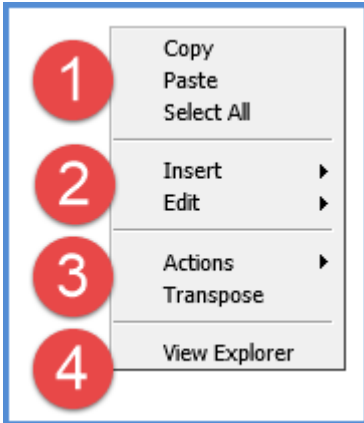 1
Copy
Paste
Select All
2
Insert
Edit
3
Actions
Transpose
4
View Explorer